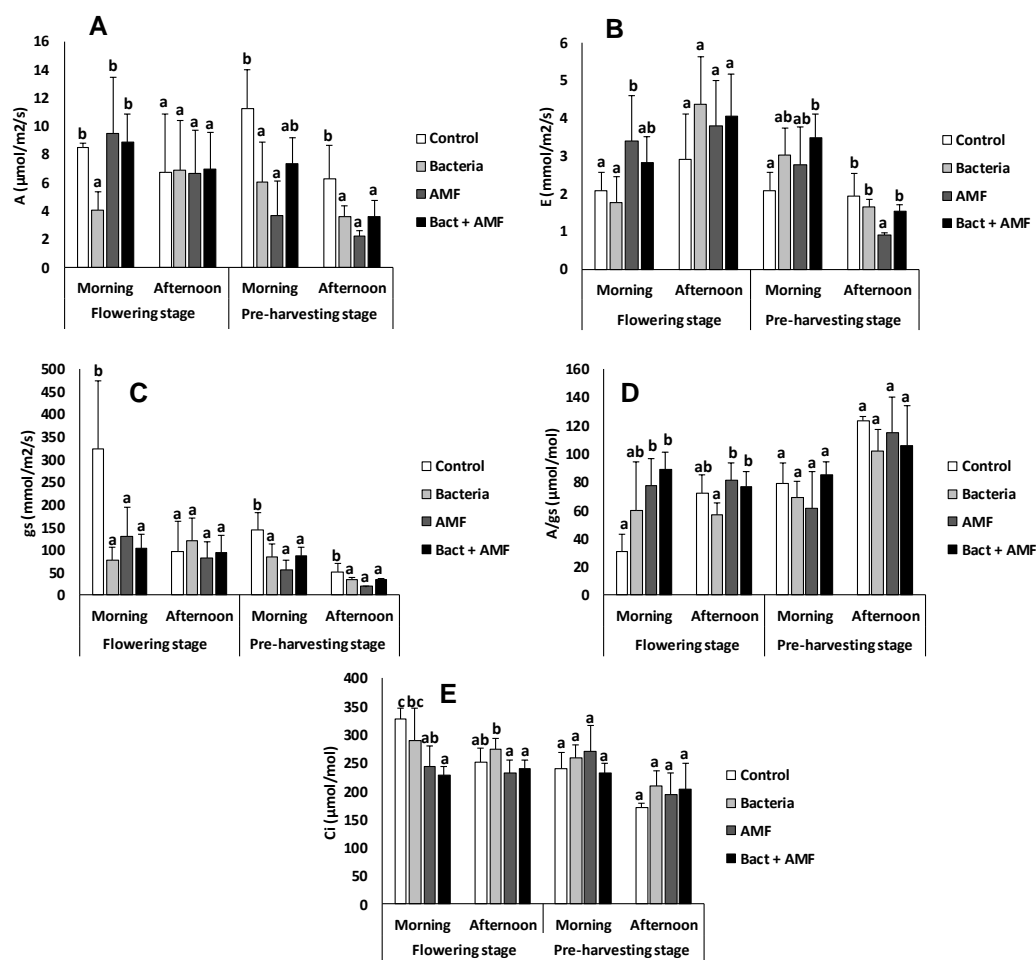 A
A (µmol/m2/s)
16
14
12
10
8
6
4
2
0
b a b b a a a a b a ab a b a a a
Morning Afternoon Morning Afternoon
Flowering stage Pre-harvesting stage
Control
Bacteria
AMF
Bact + AMF
B
E (mmol/m2/s)
6
5
4
3
2
1
0
a a b ab a a a a a ab ab b b b a b
Morning Afternoon Morning Afternoon
Flowering stage Pre-harvesting stage
Control
Bacteria
AMF
Bact + AMF
C
gs (mmol/m2/s)
500
450
400
350
300
250
200
150
100
50
0
b a a a a a a a b a a a b a a a
Morning Afternoon Morning Afternoon
Flowering stage Pre-harvesting stage
Control
Bacteria
AMF
Bact + AMF
D
A/gs (µmol/mol)
160
140
120
100
80
60
40
20
0
a ab b b ab a b b a a a a a a a a
Morning Afternoon Morning Afternoon
Flowering stage Pre-harvesting stage
Control
Bacteria
AMF
Bact + AMF
E
Ci (µmol/mol)
400
350
300
250
200
150
100
50
0
c bc ab a ab b a a a a a a a a a a
Morning Afternoon Morning Afternoon
Flowering stage Pre-harvesting stage
Control
Bacteria
AMF
Bact + AMF